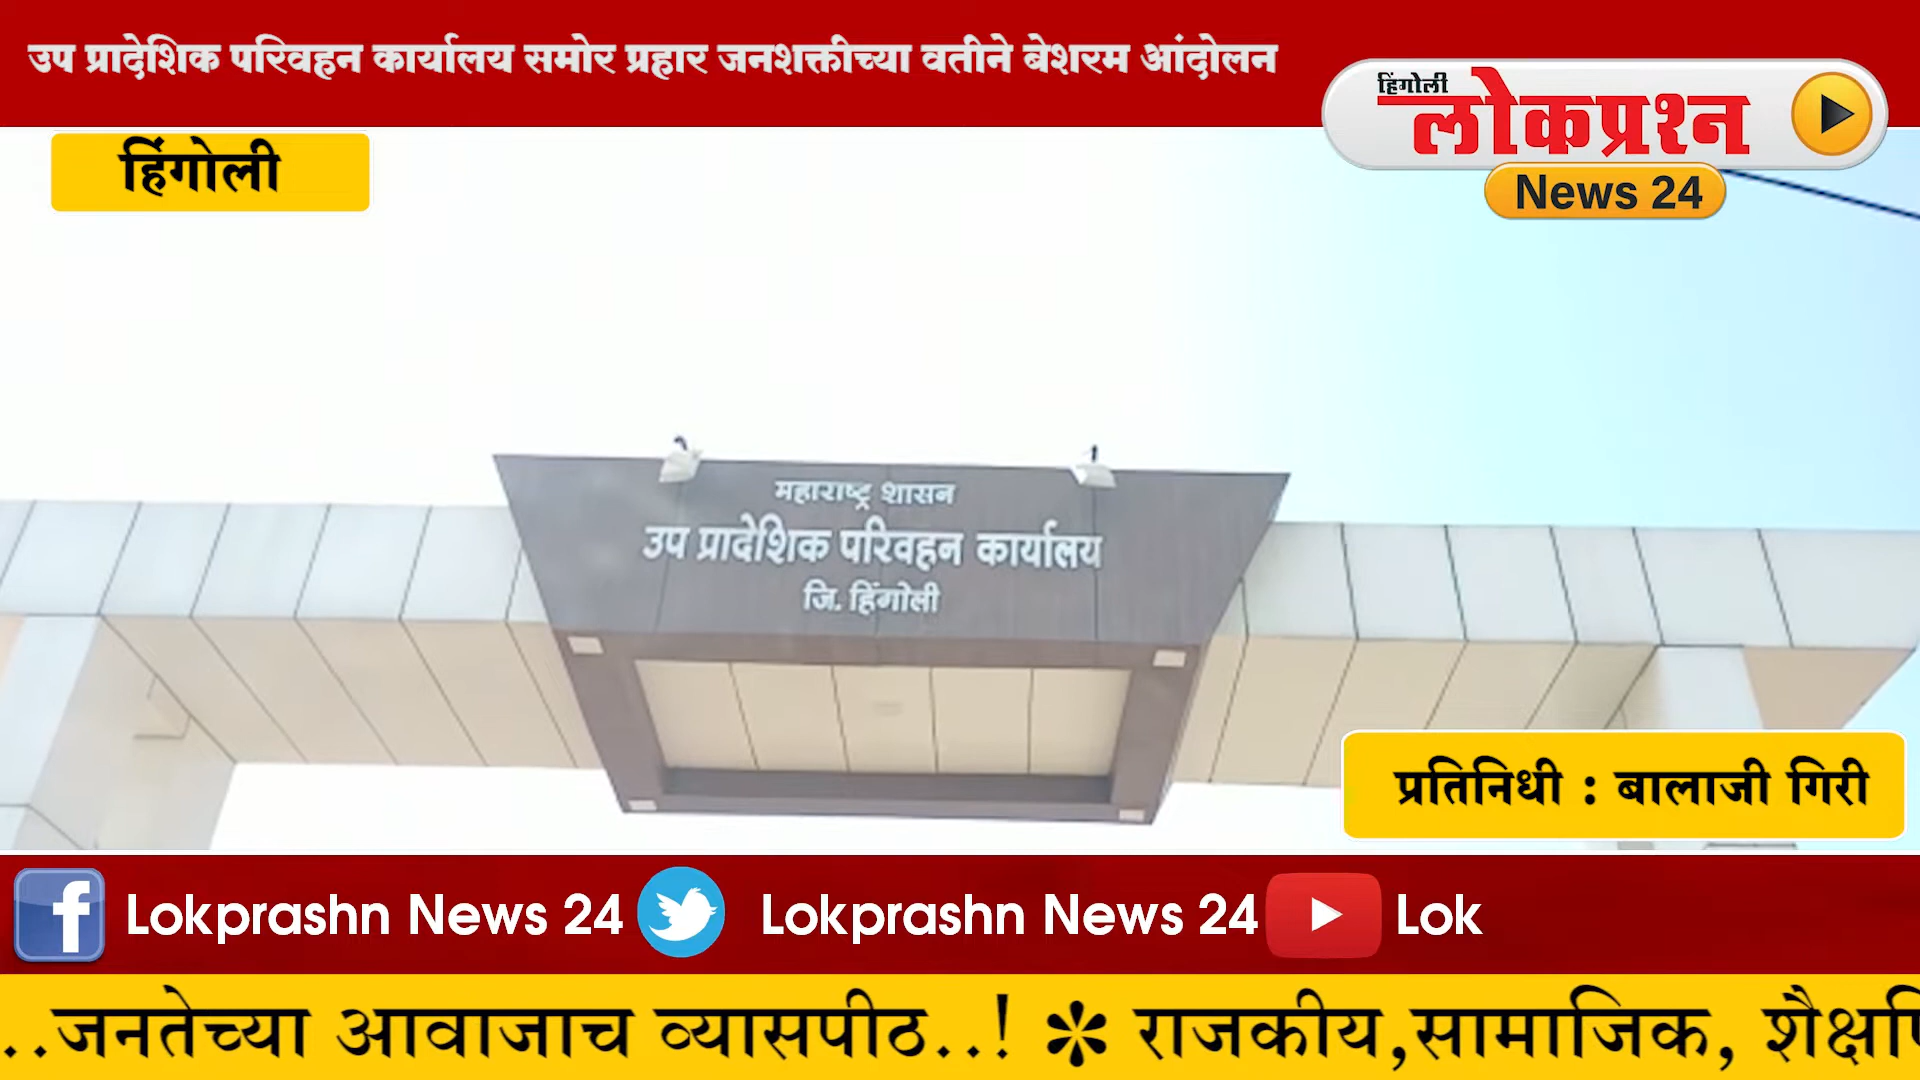 उप प्रादेशिक परिवहन कार्यालय समोर प्रहार जनशक्तीच्या वतीने बेशरम आंदोलन
हिंगोली
लोकप्रश्न
News 24
हिंगोली
महाराष्ट्र शासन
उप प्रादेशिक परिवहन कार्यालय
जि. हिंगोली
प्रतिनिधी : बालाजी गिरी
Lokprashn News 24 Lokprashn News 24 Lok
..जनतेच्या आवाजाच व्यासपीठ..! * राजकीय,सामाजिक,